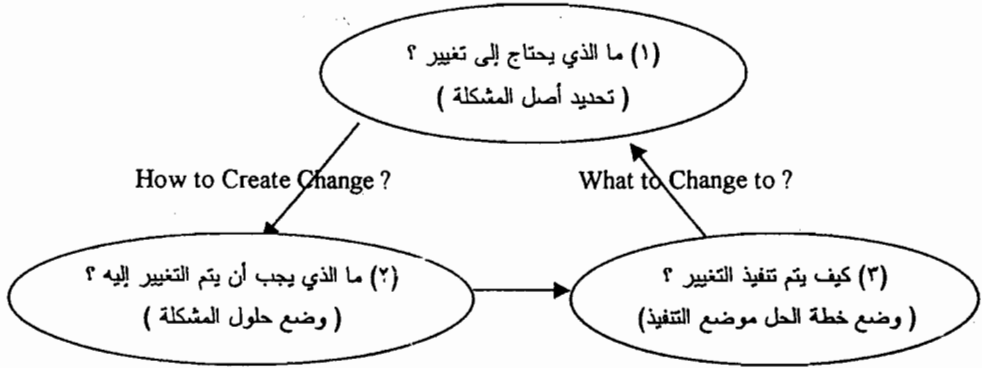 (١) ما الذي يحتاج إلى تغيير ؟
( تحديد أصل المشكلة )
How to Create Change ?
What to Change to ?
(٢) ما الذي يجب أن يتم التغيير إليه ؟
( وضع حلول المشكلة )
(٣) كيف يتم تنفيذ التغيير ؟
( وضع خطة الحل موضع التنفيذ)